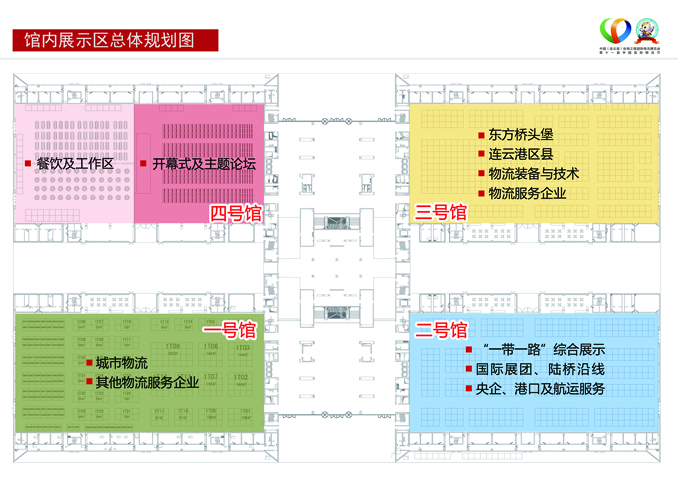 馆内展示区总体规划图
餐饮及工作区
开幕式及主题论坛
四号馆
东方桥头堡
连云港区县
物流装备与技术
物流服务企业
三号馆
一号馆
城市物流
其他物流服务企业
二号馆
“一带一路”综合展示
国际展团、陆桥沿线
央企、港口及航运服务
1T06
1T03
1T07
1T02
1T01